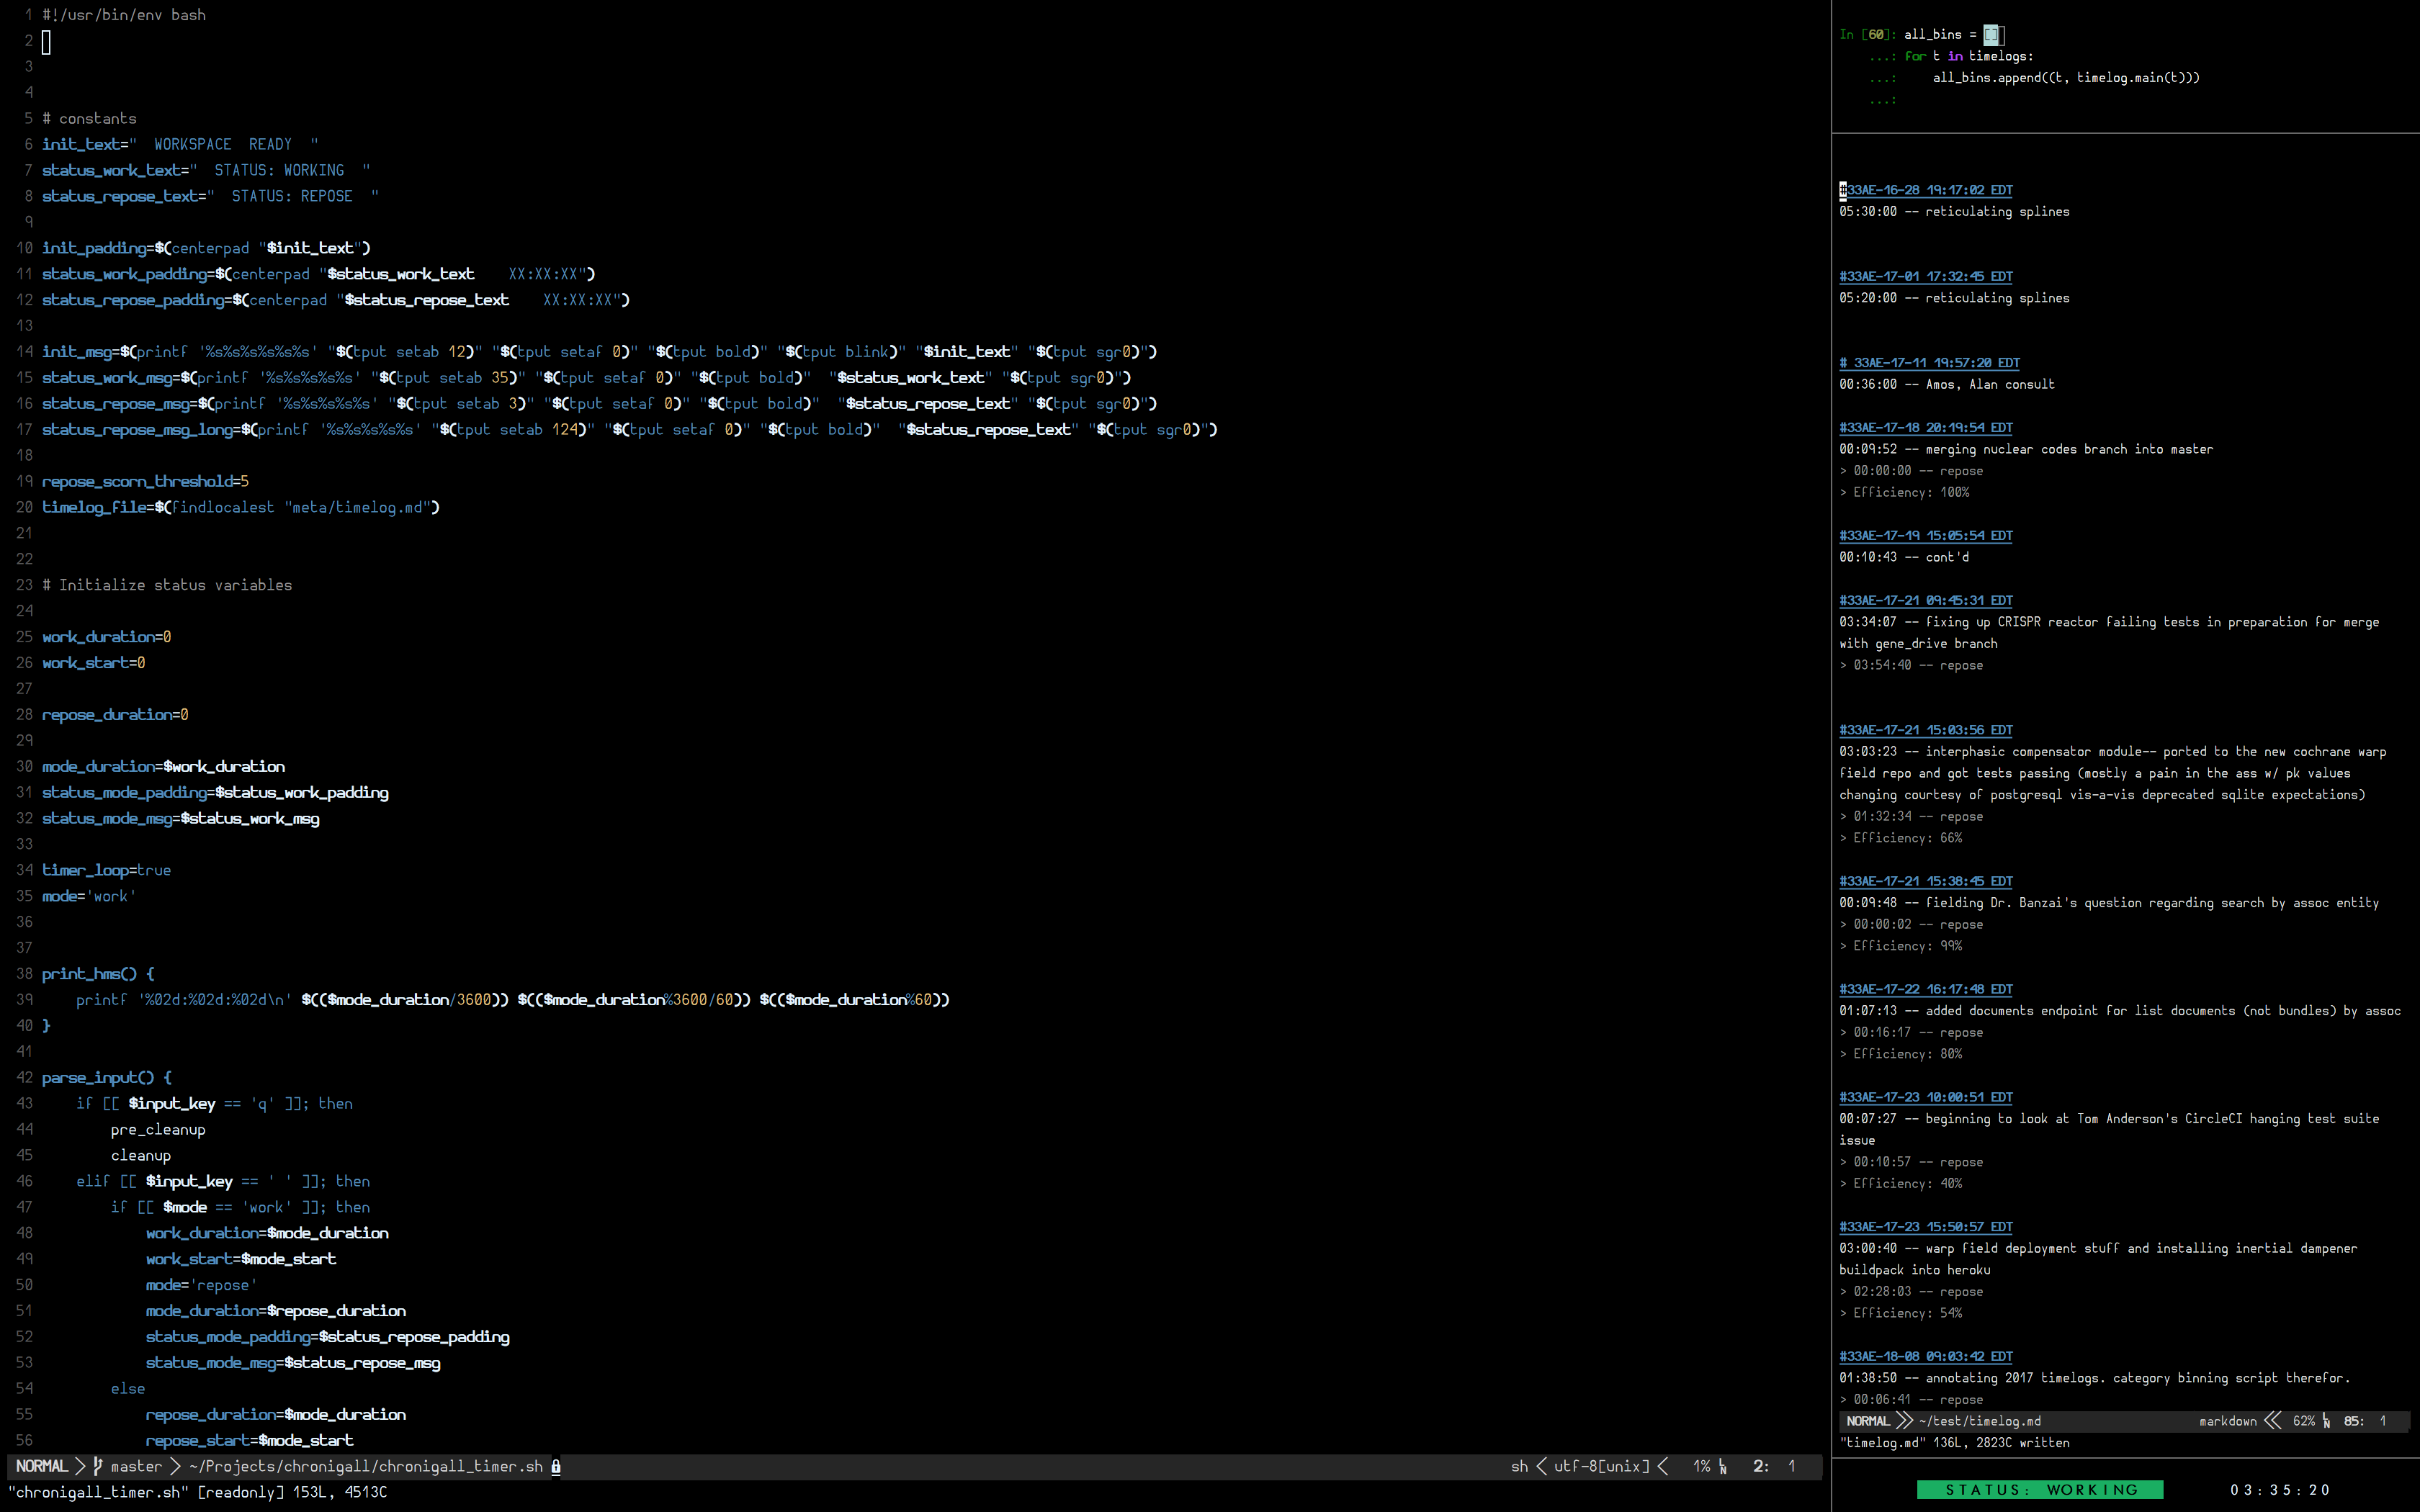 1 #!/usr/bin/env bash
2
3
4
5 # constants
6 init_text="  WORKSPACE  READY  "
7 status_work_text="  STATUS: WORKING  "
8 status_repose_text="  STATUS: REPOSE  "
9
10 init_padding=$(centerpad "$init_text")
11 status_work_padding=$(centerpad "$status_work_text    XX:XX:XX")
12 status_repose_padding=$(centerpad "$status_repose_text    XX:XX:XX")
13
14 init_msg=$(printf '%s%s%s%s%s%s' "$(tput setab 12)" "$(tput setaf 0)" "$(tput bold)" "$(tput blink)" "$init_text" "$(tput sgr0)")
15 status_work_msg=$(printf '%s%s%s%s%s' "$(tput setab 35)" "$(tput setaf 0)" "$(tput bold)"  "$status_work_text" "$(tput sgr0)")
16 status_repose_msg=$(printf '%s%s%s%s%s' "$(tput setab 3)" "$(tput setaf 0)" "$(tput bold)"  "$status_repose_text" "$(tput sgr0)")
17 status_repose_msg_long=$(printf '%s%s%s%s%s' "$(tput setab 124)" "$(tput setaf 0)" "$(tput bold)"  "$status_repose_text" "$(tput sgr0)")
18
19 repose_scorn_threshold=5
20 timelog_file=$(findlocalest "meta/timelog.md")
21
22
23 # Initialize status variables
24
25 work_duration=0
26 work_start=0
27
28 repose_duration=0
29
30 mode_duration=$work_duration
31 status_mode_padding=$status_work_padding
32 status_mode_msg=$status_work_msg
33
34 timer_loop=true
35 mode='work'
36
37
38 print_hms() {
39     printf '%02d:%02d:%02d\n' $(($mode_duration/3600)) $(($mode_duration%3600/60)) $(($mode_duration%60))
40 }
41
42 parse_input() {
43     if [[ $input_key == 'q' ]]; then
44         pre_cleanup
45         cleanup
46     elif [[ $input_key == ' ' ]]; then
47         if [[ $mode == 'work' ]]; then
48             work_duration=$mode_duration
49             work_start=$mode_start
50             mode='repose'
51             mode_duration=$repose_duration
52             status_mode_padding=$status_repose_padding
53             status_mode_msg=$status_repose_msg
54         else
55             repose_duration=$mode_duration
56             repose_start=$mode_start
NORMAL master ~/Projects/chronigall/chronigall_timer.sh sh utf-8[unix] 1% LN 2: 1
"chronigall_timer.sh" [readonly] 153L, 4513C
In [60]: all_bins = []
...: for t in timelogs:
...:     all_bins.append((t, timelog.main(t)))
...:
#33AE-16-28 19:17:02 EDT
05:30:00 -- reticulating splines
#33AE-17-01 17:32:45 EDT
05:20:00 -- reticulating splines
# 33AE-17-11 19:57:20 EDT
00:36:00 -- Amos, Alan consult
#33AE-17-18 20:19:54 EDT
00:09:52 -- merging nuclear codes branch into master
> 00:00:00 -- repose
> Efficiency: 100%
#33AE-17-19 15:05:54 EDT
00:10:43 -- cont'd
#33AE-17-21 09:45:31 EDT
03:34:07 -- fixing up CRISPR reactor failing tests in preparation for merge
with gene_drive branch
> 03:54:40 -- repose
#33AE-17-21 15:03:56 EDT
03:03:23 -- interphasic compensator module-- ported to the new cochrane warp
field repo and got tests passing (mostly a pain in the ass w/ pk values
changing courtesy of postgresql vis-a-vis deprecated sqlite expectations)
> 01:32:34 -- repose
> Efficiency: 66%
#33AE-17-21 15:38:45 EDT
00:09:48 -- fielding Dr. Banzai's question regarding search by assoc entity
> 00:00:02 -- repose
> Efficiency: 99%
#33AE-17-22 16:17:48 EDT
01:07:13 -- added documents endpoint for list documents (not bundles) by assoc
> 00:16:17 -- repose
> Efficiency: 80%
#33AE-17-23 10:00:51 EDT
00:07:27 -- beginning to look at Tom Anderson's CircleCI hanging test suite
issue
> 00:10:57 -- repose
> Efficiency: 40%
#33AE-17-23 15:50:57 EDT
03:00:40 -- warp field deployment stuff and installing inertial dampener
buildpack into heroku
> 02:28:03 -- repose
> Efficiency: 54%
#33AE-18-08 09:03:42 EDT
01:38:50 -- annotating 2017 timelogs. category binning script therefor.
> 00:06:41 -- repose
NORMAL ~/test/timelog.md markdown 62% LN 85: 1
"timelog.md" 136L, 2823C written
STATUS: WORKING 03:35:20